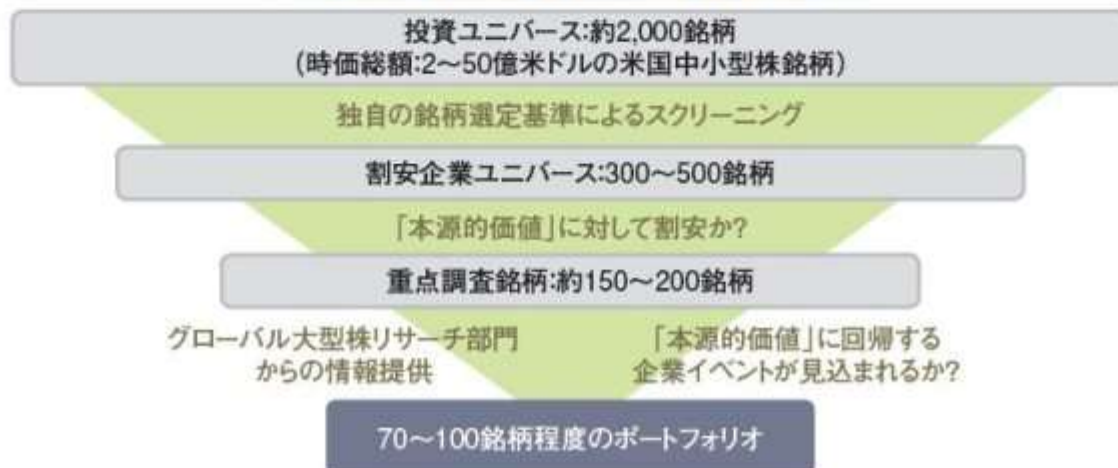 投資ユニバース:約2,000銘柄
(時価総額:2～50億米ドルの米国中小型株銘柄)
独自の銘柄選定基準によるスクリーニング
割安企業ユニバース:300～500銘柄
「本源的価値」に対して割安か?
重点調査銘柄:約150～200銘柄
グローバル大型株リサーチ部門
からの情報提供
「本源的価値」に回帰する
企業イベントが見込まれるか?
70～100銘柄程度のポートフォリオ